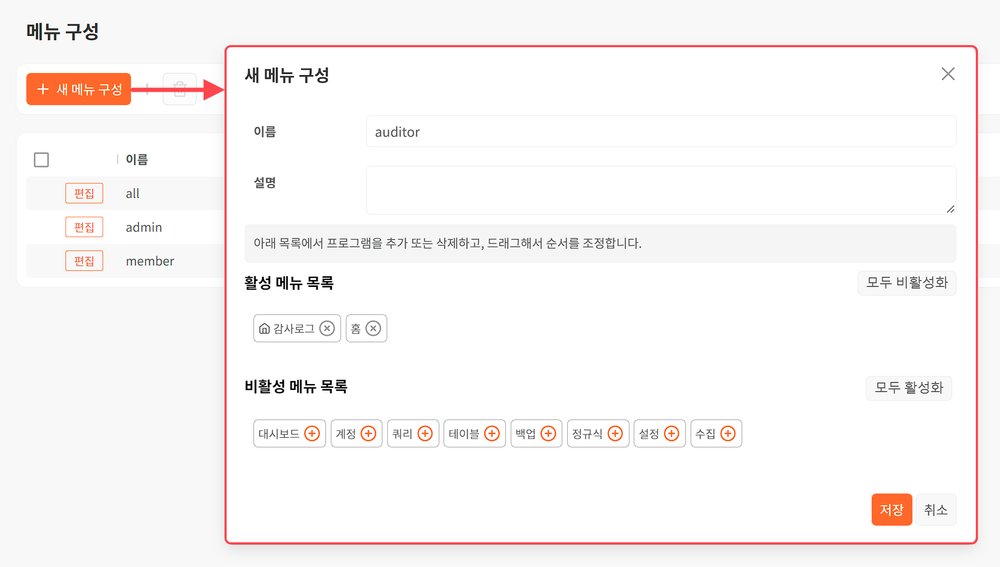 메뉴 구성
새 메뉴 구성
이름
편집 all
편집 admin
편집 member
새 메뉴 구성
이름 auditor
설명
아래 목록에서 프로그램을 추가 또는 삭제하고, 드래그해서 순서를 조정합니다.
활성 메뉴 목록 모두 비활성화
감사로그 홈
비활성 메뉴 목록 모두 활성화
대시보드 계정 쿼리 테이블 백업 정규식 설정 수집
저장 취소